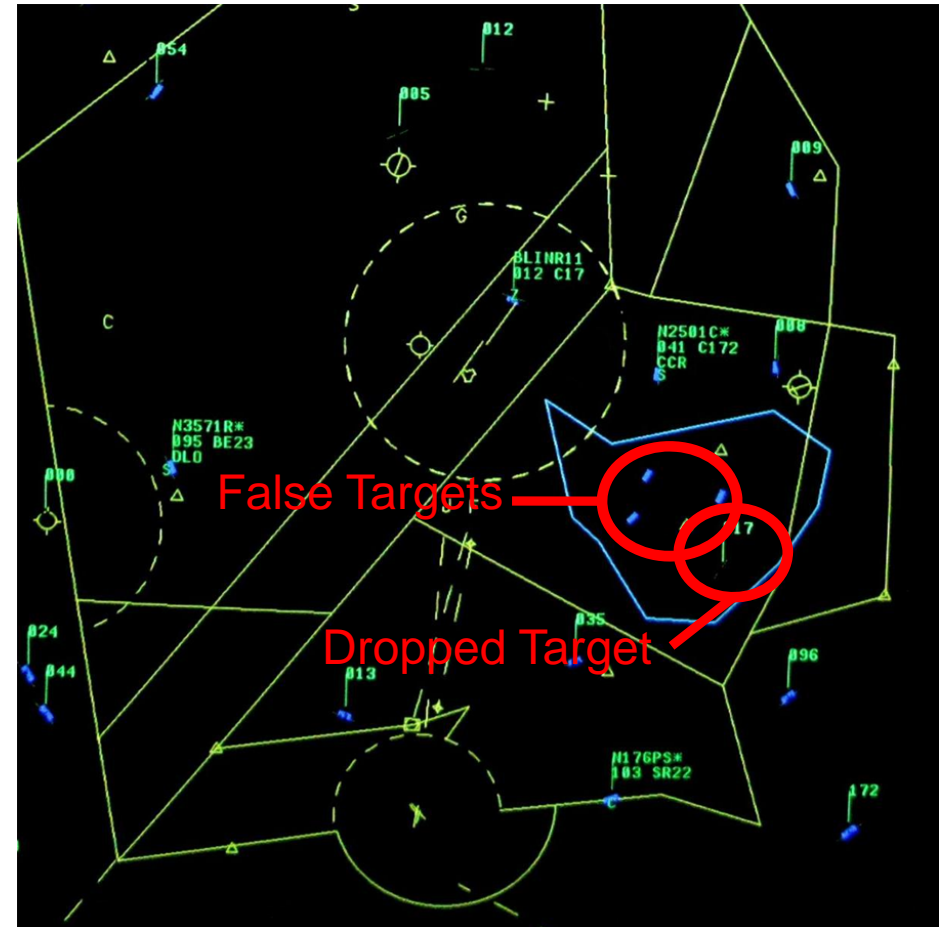 S
012
054
005
009
G
BLINR11
012 C17
Z
C
N2501C*
041 C172
CCR
S
008
N3571R*
095 BE23
DLO
S
000
False Targets
17
024
035
Dropped Target
044
013
096
N176PS*
103 SR22
C
172